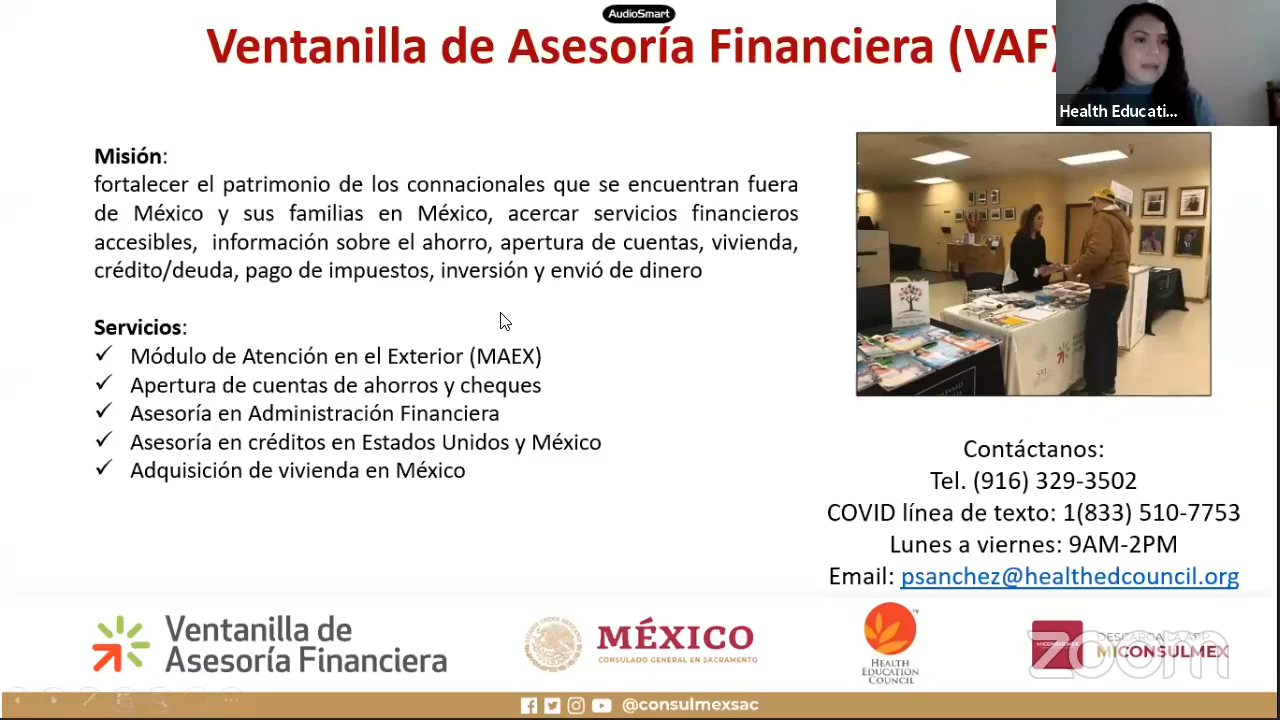 AudioSmart
Ventanilla de Asesoría Financiera (VAF)
Health Educati...
Misión:
fortalecer el patrimonio de los connacionales que se encuentran fuera
de México y sus familias en México, acercar servicios financieros
accesibles, información sobre el ahorro, apertura de cuentas, vivienda,
crédito/deuda, pago de impuestos, inversión y envió de dinero
Servicios:
✓ Módulo de Atención en el Exterior (MAEX)
✓ Apertura de cuentas de ahorros y cheques
✓ Asesoría en Administración Financiera
✓ Asesoría en créditos en Estados Unidos y México
✓ Adquisición de vivienda en México
Contáctanos:
Tel. (916) 329-3502
COVID línea de texto: 1(833) 510-7753
Lunes a viernes: 9AM-2PM
Email: psanchez@healthedcouncil.org
Ventanilla de
Asesoría Financiera
MÉXICO
CONSULADO GENERAL EN SACRAMENTO
HEALTH
EDUCATION
COUNCIL
™
DESCARGA LA APP
MICONSULMEX
zoom
@consulmexsac